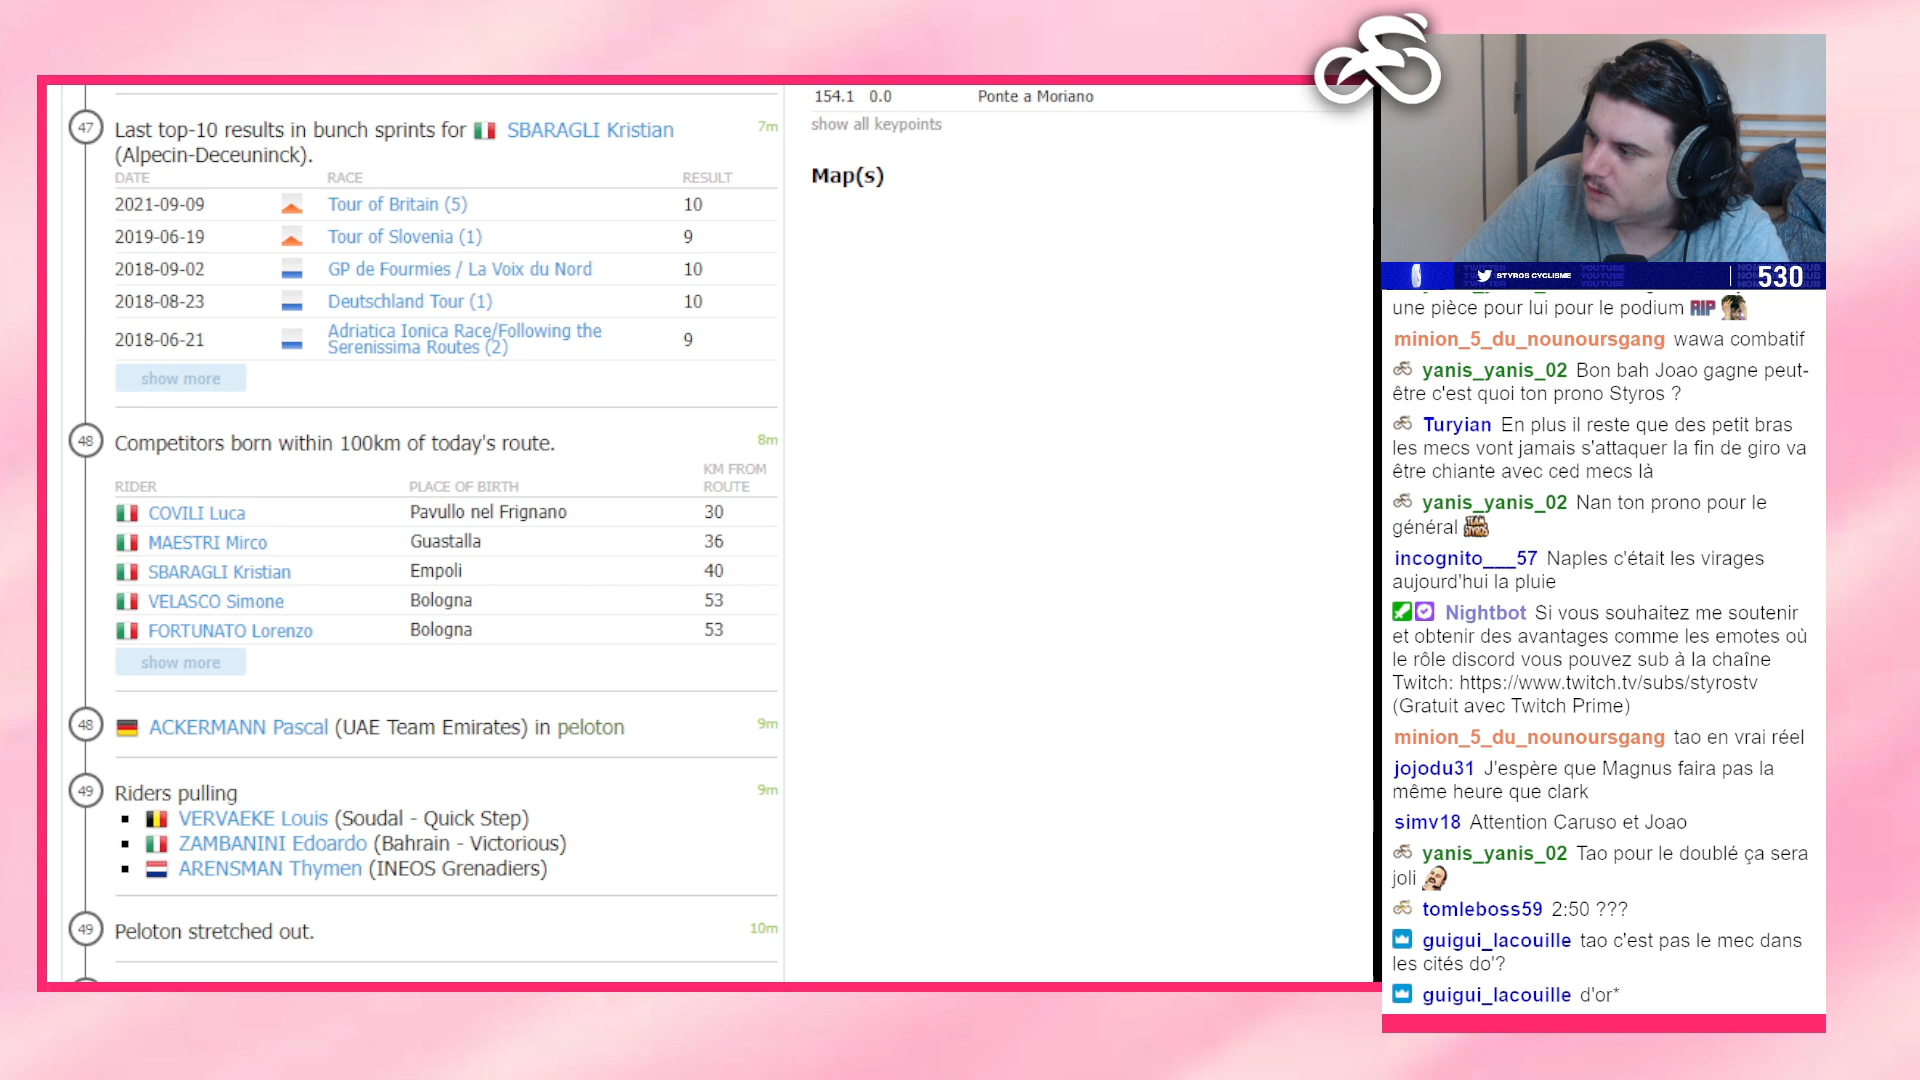 154.1 0.0 Ponte a Moriano
show all keypoints
Map(s)
47 Last top-10 results in bunch sprints for SBARAGLI Kristian 7m
(Alpecin-Deceuninck).
DATE RACE RESULT
2021-09-09 Tour of Britain (5) 10
2019-06-19 Tour of Slovenia (1) 9
2018-09-02 GP de Fourmies / La Voix du Nord 10
2018-08-23 Deutschland Tour (1) 10
2018-06-21 Adriatica Ionica Race/Following the 9
Serenissima Routes (2)
show more
48 Competitors born within 100km of today's route. 8m
KM FROM
RIDER PLACE OF BIRTH ROUTE
COVILI Luca Pavullo nel Frignano 30
MAESTRI Mirco Guastalla 36
SBARAGLI Kristian Empoli 40
VELASCO Simone Bologna 53
FORTUNATO Lorenzo Bologna 53
show more
48 ACKERMANN Pascal (UAE Team Emirates) in peloton 9m
49 Riders pulling 9m
VERVAEKE Louis (Soudal - Quick Step)
ZAMBANINI Edoardo (Bahrain - Victorious)
ARENSMAN Thymen (INEOS Grenadiers)
49 Peloton stretched out. 10m
STYROS CYCLISME
530
une pièce pour lui pour le podium RIP
minion_5_du_nounoursgang wawa combatif
yanis_yanis_02 Bon bah Joao gagne peut-
être c'est quoi ton prono Styros ?
Turyian En plus il reste que des petit bras
les mecs vont jamais s'attaquer la fin de giro va
être chiante avec ced mecs là
yanis_yanis_02 Nan ton prono pour le
général TEAM STYROS
incognito___57 Naples c'était les virages
aujourd'hui la pluie
Nightbot Si vous souhaitez me soutenir
et obtenir des avantages comme les emotes où
le rôle discord vous pouvez sub à la chaîne
Twitch: https://www.twitch.tv/subs/styrostv
(Gratuit avec Twitch Prime)
minion_5_du_nounoursgang tao en vrai réel
jojodu31 J'espère que Magnus faira pas la
même heure que clark
simv18 Attention Caruso et Joao
yanis_yanis_02 Tao pour le doublé ça sera
joli
tomleboss59 2:50 ???
guigui_lacouille tao c'est pas le mec dans
les cités do'?
guigui_lacouille d'or*